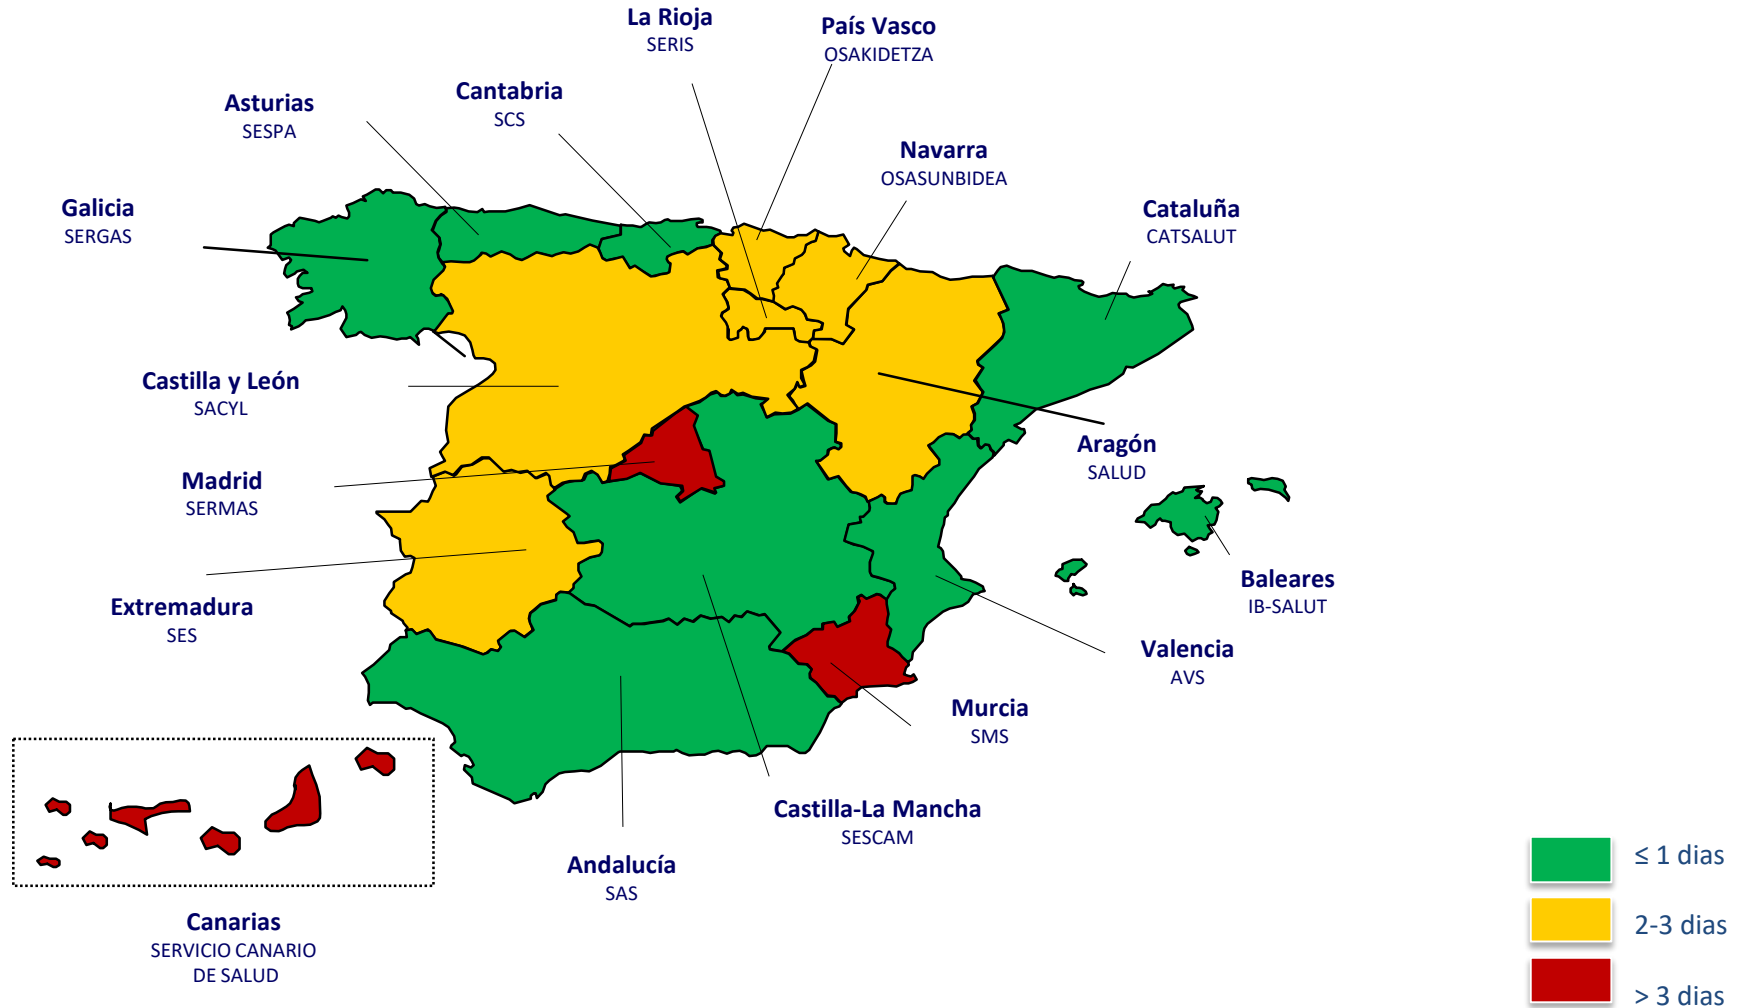 La Rioja
SERIS
País Vasco
OSAKIDETZA
Asturias
SESPA
Cantabria
SCS
Navarra
OSASUNBIDEA
Galicia
SERGAS
Cataluña
CATSALUT
Castilla y León
SACYL
Aragón
SALUD
Madrid
SERMAS
Baleares
IB-SALUT
Extremadura
SES
Valencia
AVS
Murcia
SMS
Castilla-La Mancha
SESCAM
Andalucía
SAS
Canarias
SERVICIO CANARIO
DE SALUD
≤ 1 dias
2-3 dias
> 3 dias